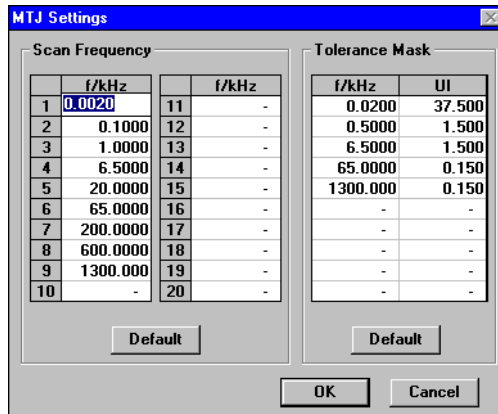 MTJ Settings
Scan Frequency
f/kHz f/kHz
1 0.0020 11 -
2 0.1000 12 -
3 1.0000 13 -
4 6.5000 14 -
5 20.0000 15 -
6 65.0000 16 -
7 200.0000 17 -
8 600.0000 18 -
9 1300.000 19 -
10 - 20 -
Default
Tolerance Mask
f/kHz UI
0.0200 37.500
0.5000 1.500
6.5000 1.500
65.0000 0.150
1300.000 0.150
- -
- -
- -
- -
- -
Default
OK Cancel